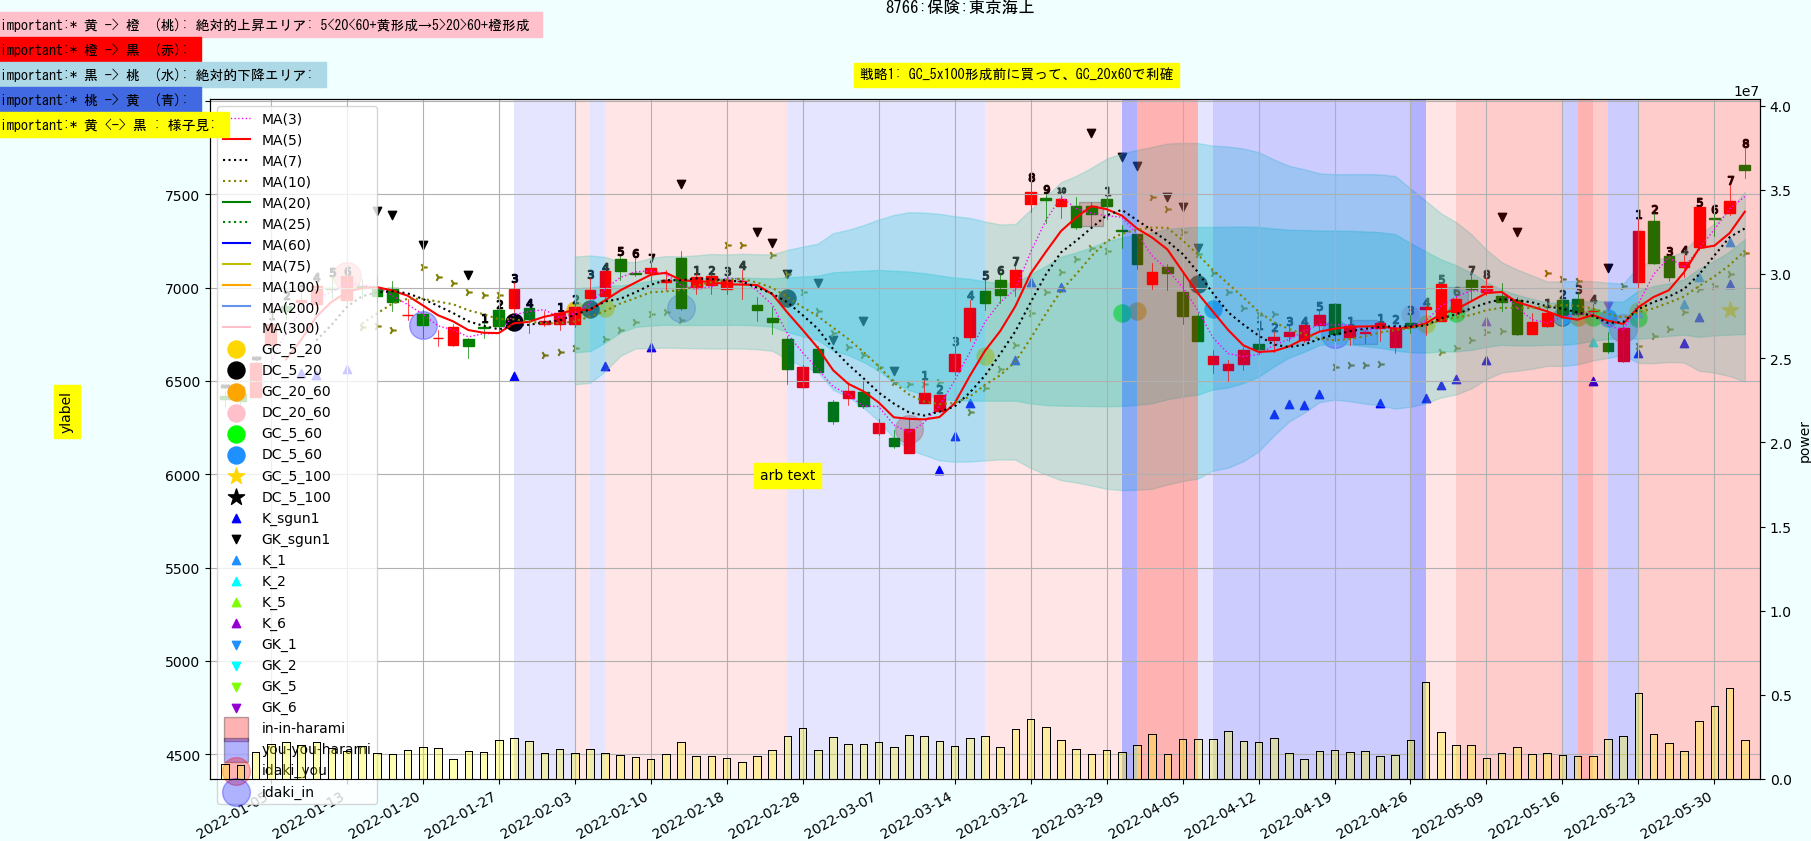 8766:保険:東京海上
important:* 黄 -> 橙 (桃): 絶対的上昇エリア: 5<20<60+黄形成→5>20>60+橙形成
important:* 橙 -> 黒 (赤):
important:* 黒 -> 桃 (水): 絶対的下降エリア:
戦略1: GC_5x100形成前に買って、GC_20x60で利確
important:* 桃 -> 黄 (青):
important:* 黄 <-> 黒 : 様子見:
1e7
MA(3)
MA(5)
MA(7)
MA(10)
MA(20)
MA(25)
MA(60)
MA(75)
MA(100)
MA(200)
MA(300)
GC_5_20
DC_5_20
GC_20_60
DC_20_60
GC_5_60
DC_5_60
GC_5_100
DC_5_100
K_sgun1
GK_sgun1
K_1
K_2
K_5
K_6
GK_1
GK_2
GK_5
GK_6
in-in-harami
you-you-harami
idaki_you
idaki_in
7500
7000
6500
6000
5500
5000
4500
ylabel
arb text
4.0
3.5
3.0
2.5
2.0
1.5
1.0
0.5
0.0
power
2022-01-13
2022-01-20
2022-01-27
2022-02-03
2022-02-10
2022-02-18
2022-02-28
2022-03-07
2022-03-14
2022-03-22
2022-03-29
2022-04-05
2022-04-12
2022-04-19
2022-04-26
2022-05-09
2022-05-16
2022-05-23
2022-05-30